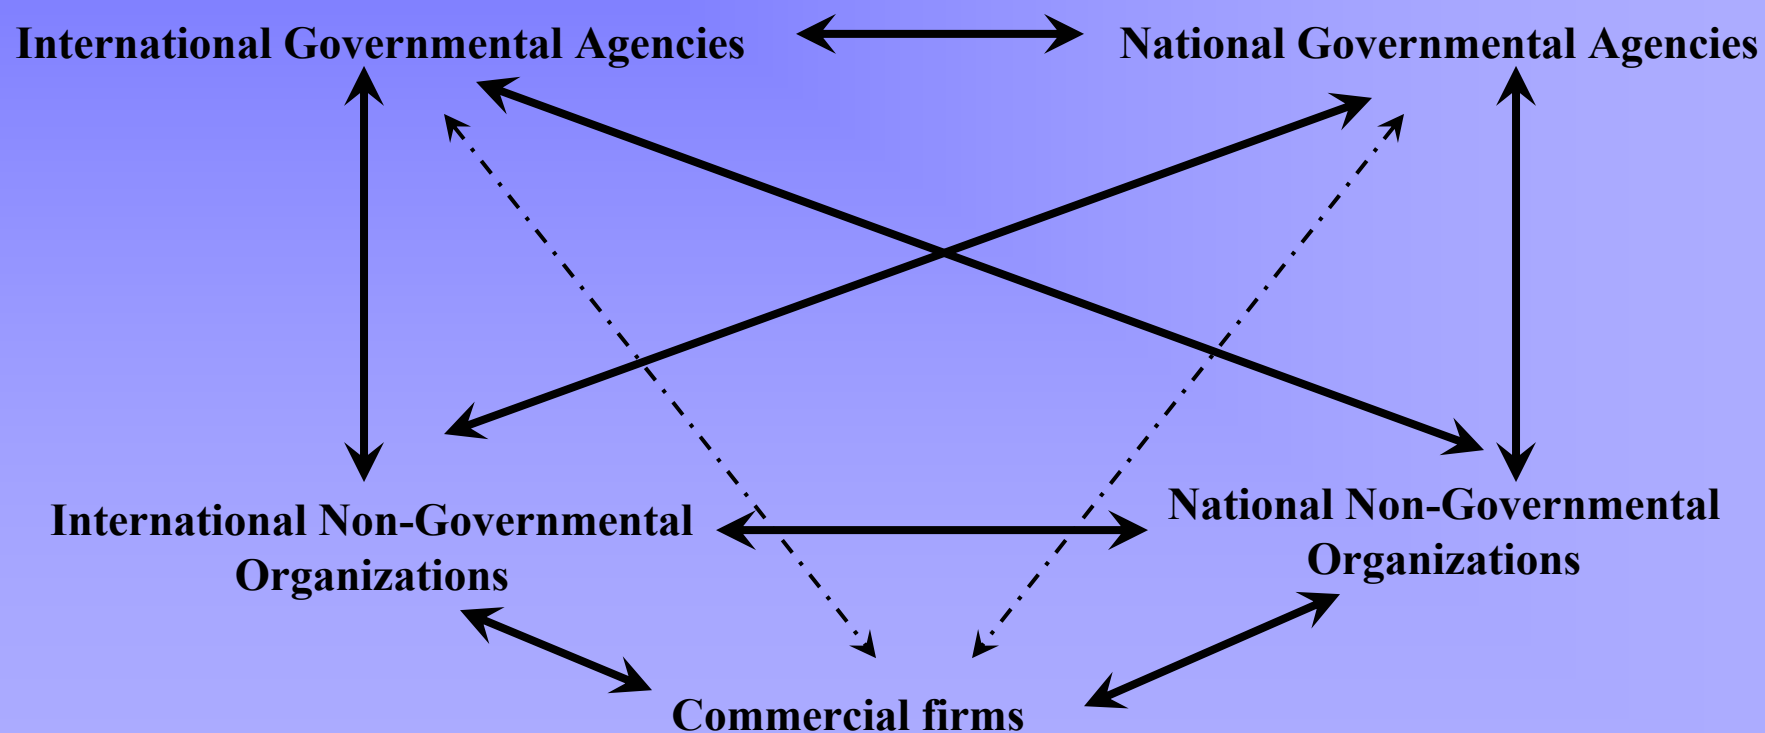 International Governmental Agencies
National Governmental Agencies
International Non-Governmental
Organizations
National Non-Governmental
Organizations
Commercial firms